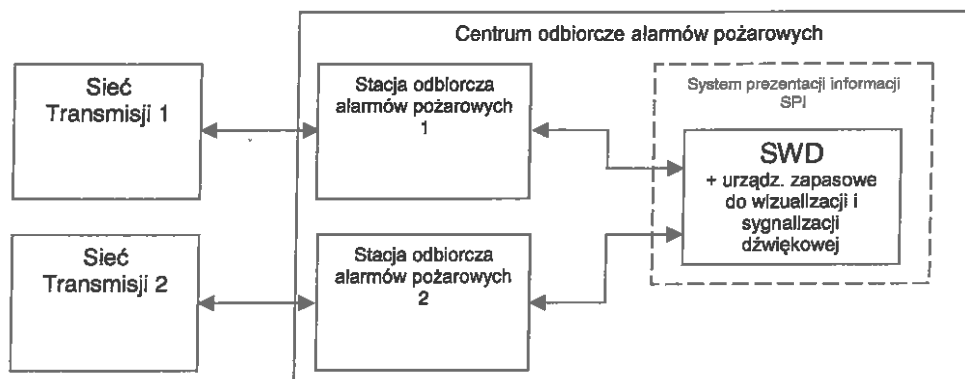 Centrum odbiorcze alarmów pożarowych
Sieć
Transmisji 1
Stacja odbiorcza
alarmów pożarowych
1
System prezentacji informacji
SPI
SWD
+ urządz. zapasowe
do wizualizacji i
sygnalizacji
dźwiękowej
Sieć
Transmisji 2
Stacja odbiorcza
alarmów pożarowych
2